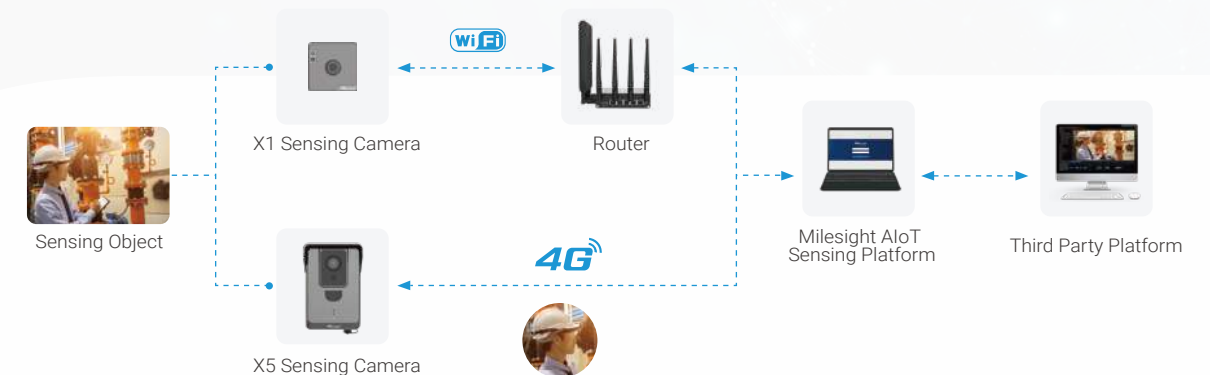 WiFi
X1 Sensing Camera
Router
Sensing Object
4G
X5 Sensing Camera
Milesight AIoT
Sensing Platform
Third Party Platform